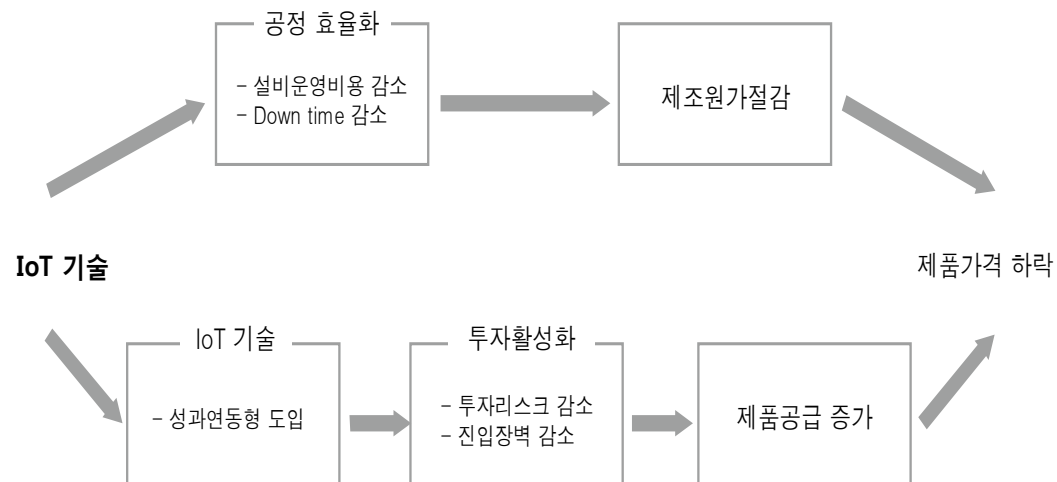 공정 효율화
- 설비운영비용 감소
- Down time 감소
제조원가절감
IoT 기술
제품가격 하락
IoT 기술
- 성과연동형 도입
투자활성화
- 투자리스크 감소
- 진입장벽 감소
제품공급 증가